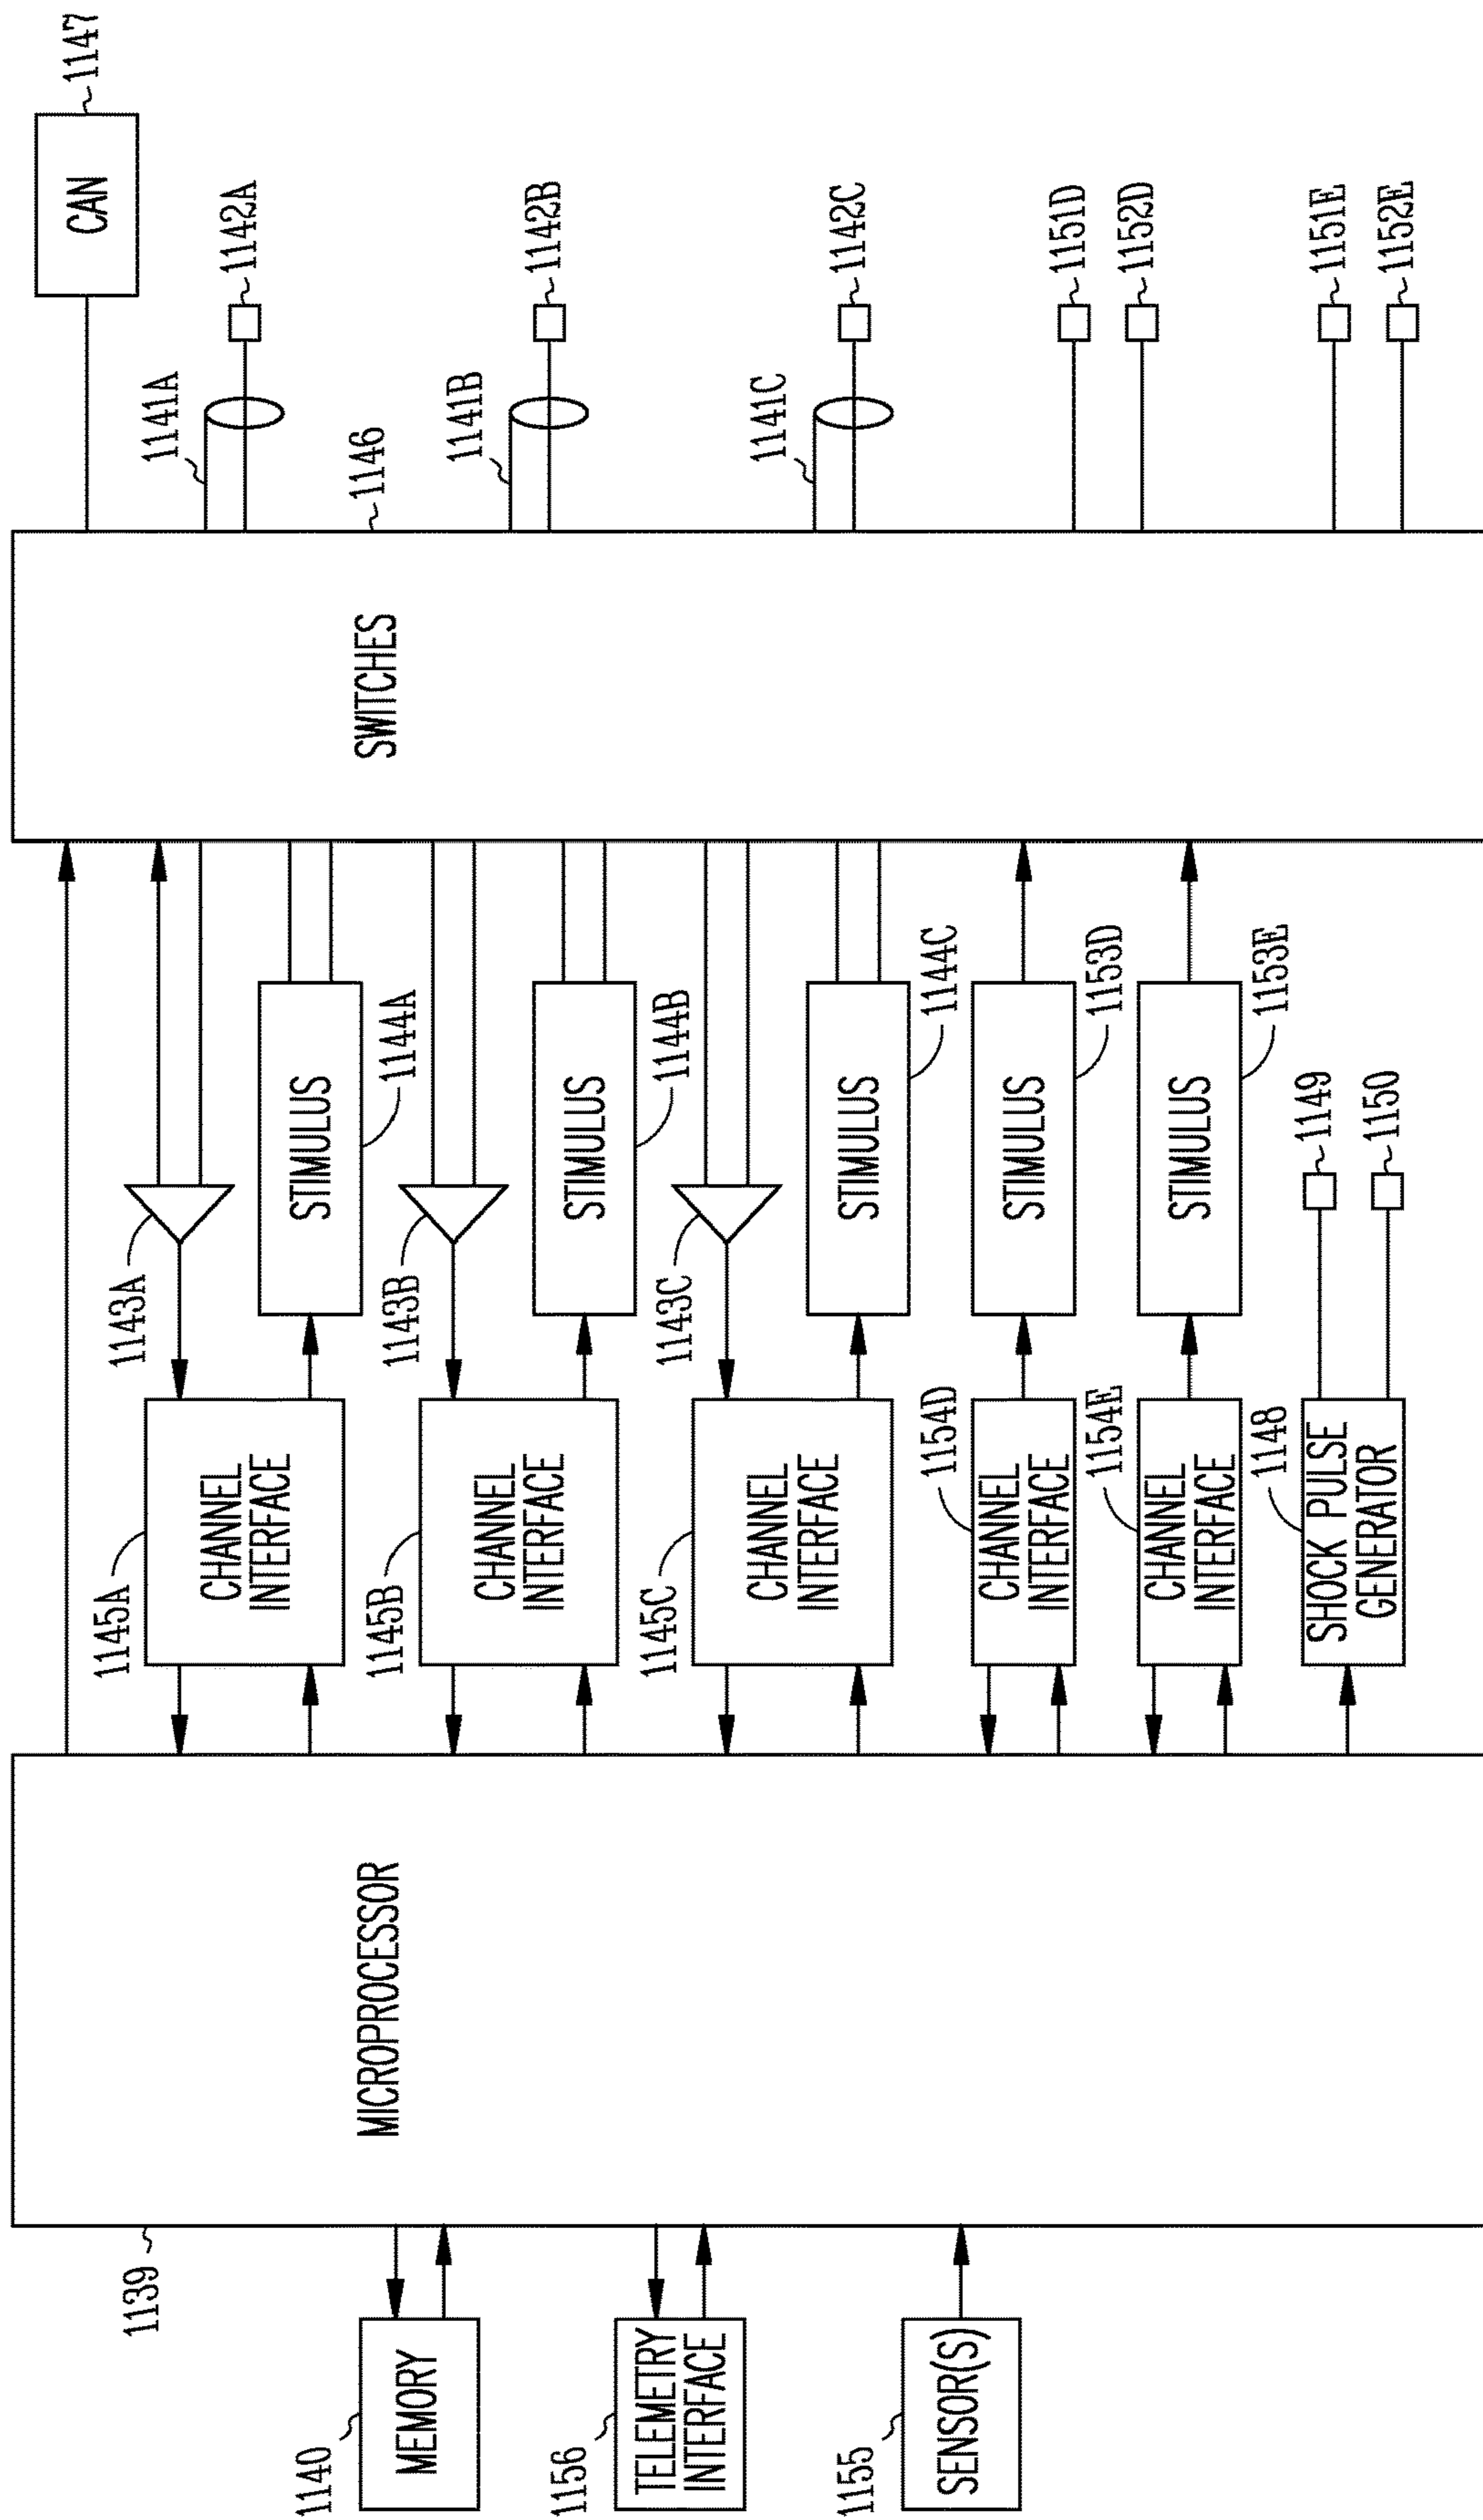 1147
CAN
1141A
1142A
1141B
1142B
1141C
1142C
1151D
1152D
1151E
1152E
1146
SWITCHES
1143A
STIMULUS
1144A
1143B
STIMULUS
1144B
1143C
STIMULUS
1144C
STIMULUS
1153D
STIMULUS
1153E
1149
1150
1145A
CHANNEL
INTERFACE
1145B
CHANNEL
INTERFACE
1145C
CHANNEL
INTERFACE
1154D
CHANNEL
INTERFACE
1154E
CHANNEL
INTERFACE
1148
SHOCK PULSE
GENERATOR
MICROPROCESSOR
1139
1140
MEMORY
1156
TELEMETRY
INTERFACE
1155
SENSOR(S)